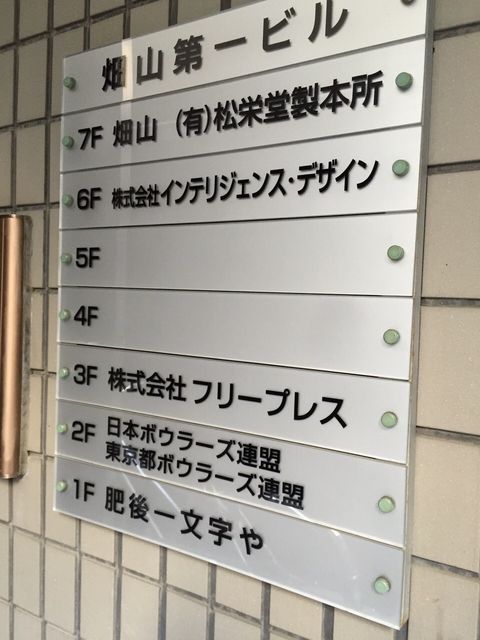 畑山第一ビル
7F 畑山 (有)松栄堂製本所
6F 株式会社インテリジェンス・デザイン
5F
4F
3F 株式会社 フリープレス
2F 日本ボウラーズ連盟
東京都ボウラーズ連盟
1F 肥後一文字や